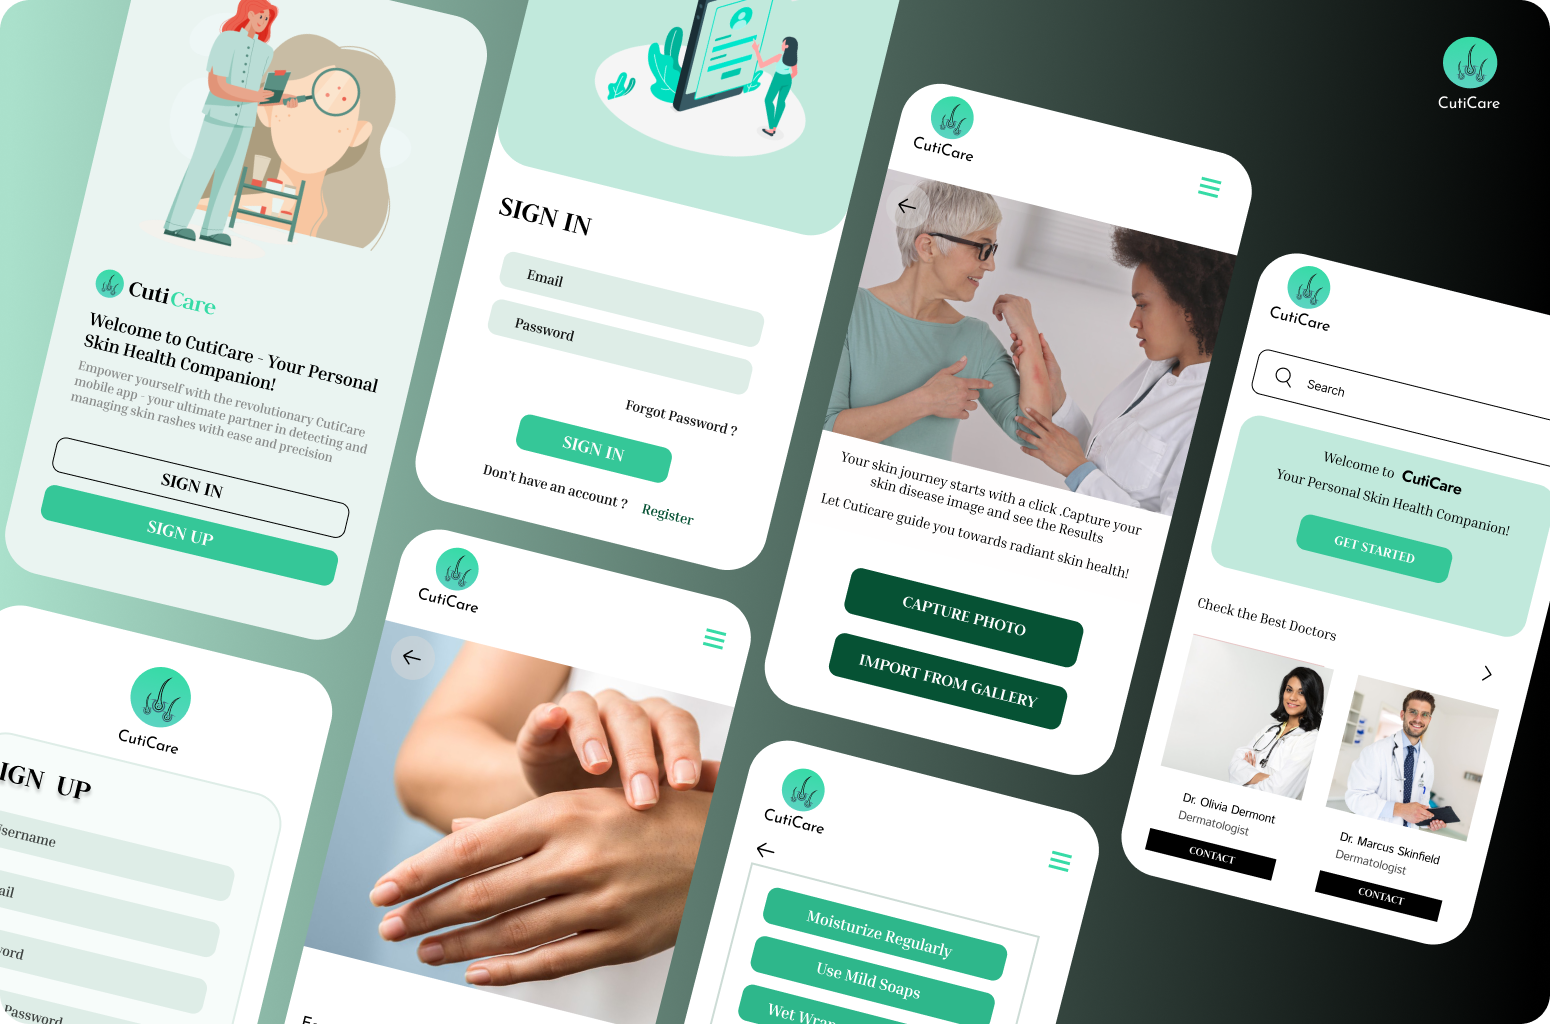 CutiCare
Welcome to CutiCare - Your Personal
Skin Health Companion!
Empower yourself with the revolutionary CutiCare
mobile app - your ultimate partner in detecting and
managing skin rashes with ease and precision
SIGN IN
SIGN UP
SIGN IN
Email
Password
Forgot Password ?
SIGN IN
Don't have an account ? Register
CutiCare
Your skin journey starts with a click .Capture your
skin disease image and see the Results
Let Cuticare guide you towards radiant skin health!
CAPTURE PHOTO
IMPORT FROM GALLERY
CutiCare
CutiCare
Search
Welcome to CutiCare
Your Personal Skin Health Companion!
GET STARTED
Check the Best Doctors
Dr. Olivia Dermont
Dermatologist
CONTACT
Dr. Marcus Skinfield
Dermatologist
CONTACT
CutiCare
IGN UP
sername
ail
word
Password
CutiCare
CutiCare
Moisturize Regularly
Use Mild Soaps
Wet Wrap